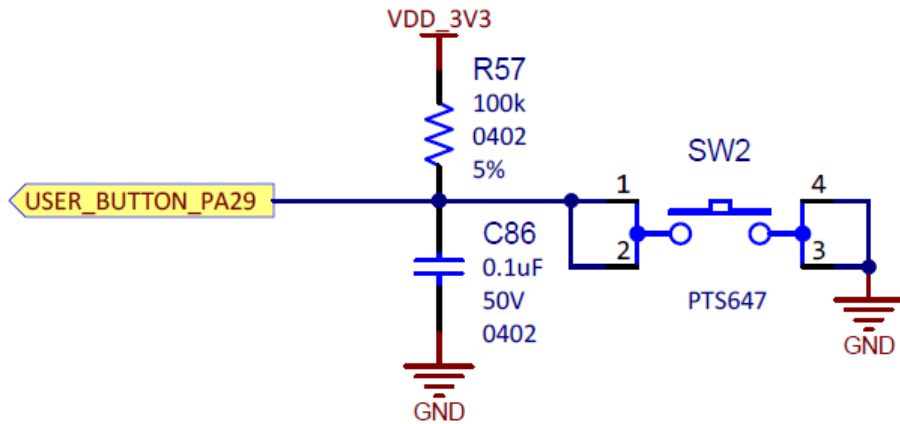 VDD_3V3
R57
100k
0402
5%
SW2
USER_BUTTON_PA29
1
4
2
3
C86
0.1uF
50V
0402
PTS647
GND
GND